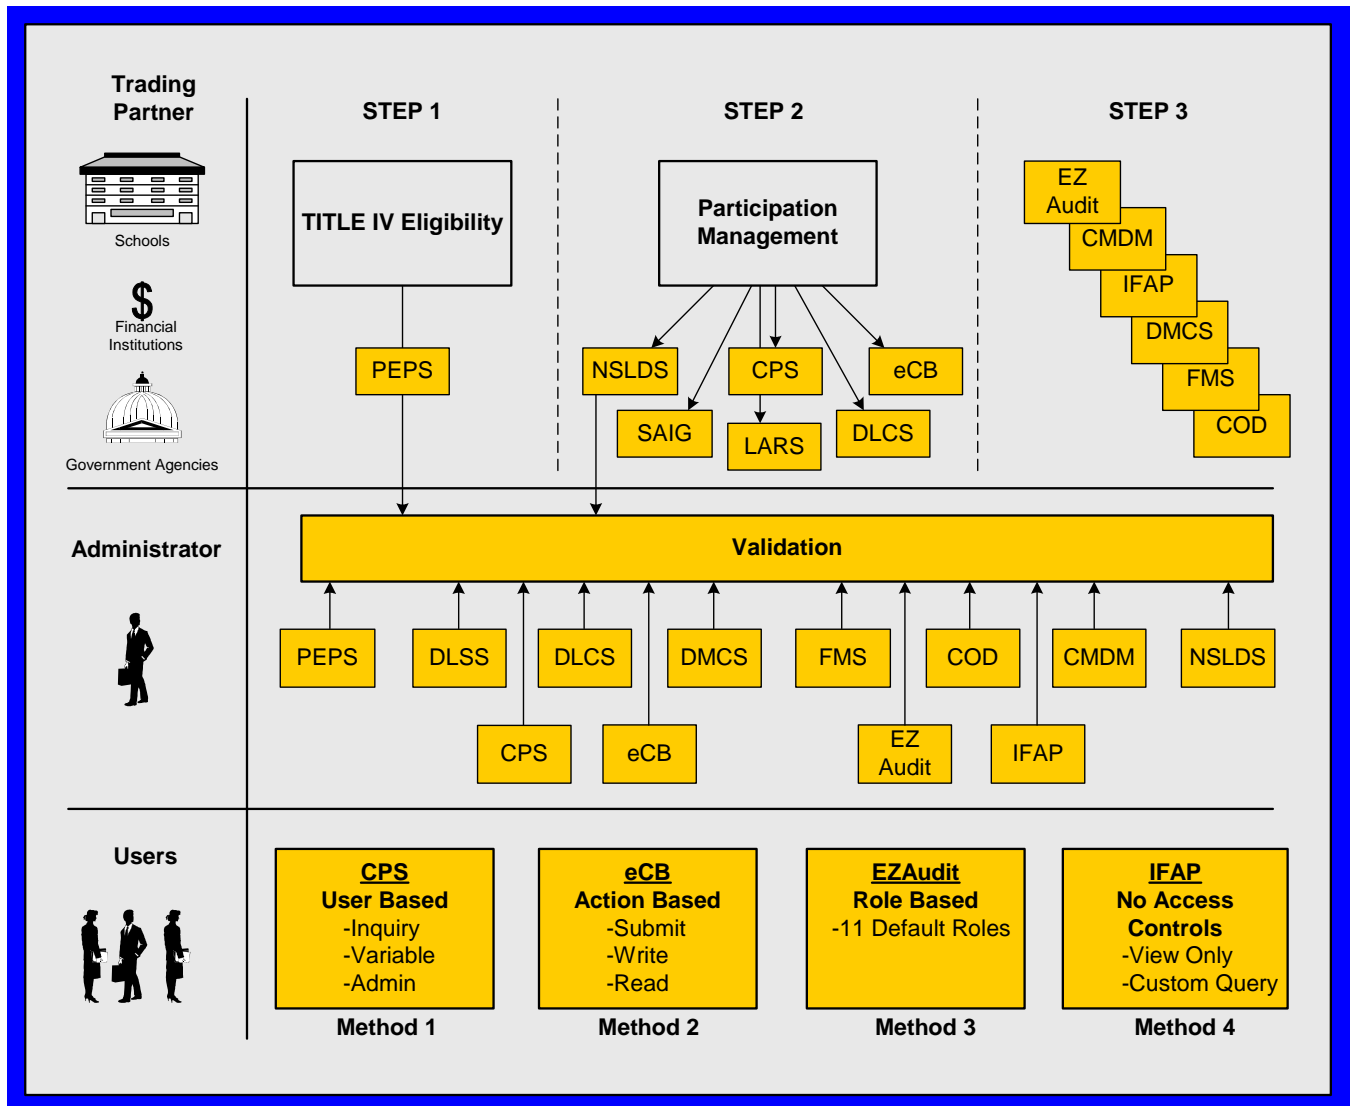 Trading
Partner
STEP 1
STEP 2
STEP 3
Schools
$
Financial
Institutions
Government Agencies
TITLE IV Eligibility
PEPS
Participation
Management
NSLDS
CPS
eCB
SAIG
LARS
DLCS
EZ
Audit
CMDM
IFAP
DMCS
FMS
COD
Administrator
Validation
PEPS
DLSS
DLCS
DMCS
FMS
COD
CMDM
NSLDS
CPS
eCB
EZ
Audit
IFAP
Users
CPS
User Based
-Inquiry
-Variable
-Admin
Method 1
eCB
Action Based
-Submit
-Write
-Read
Method 2
EZAudit
Role Based
-11 Default Roles
Method 3
IFAP
No Access
Controls
-View Only
-Custom Query
Method 4